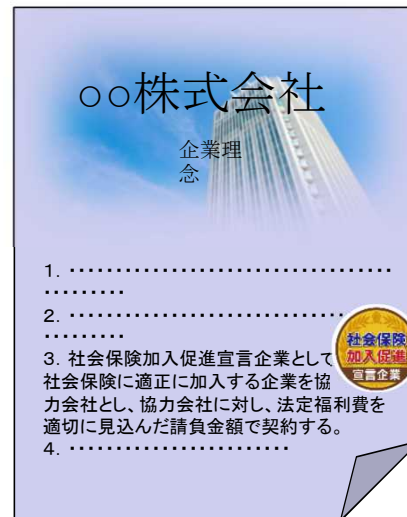 ○○株式会社
企業理
念
1. ･･････････････････････････････････
･････････
2. ･････････････････････････････
･････････
3. 社会保険加入促進宣言企業として
社会保険に適正に加入する企業を協
力会社とし、協力会社に対し、法定福利費を
適切に見込んだ請負金額で契約する。
4. ････････････････････････
社会保険
加入促進
宣言企業